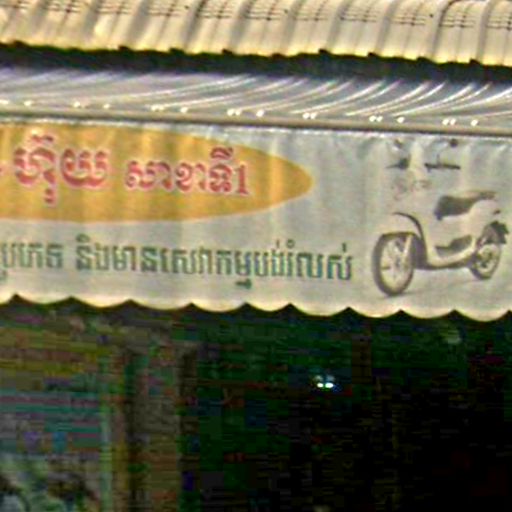 ហ៊ុយ សាខាទី1
ប្រភេទ និងមានសេវាកម្មបង់រំលស់